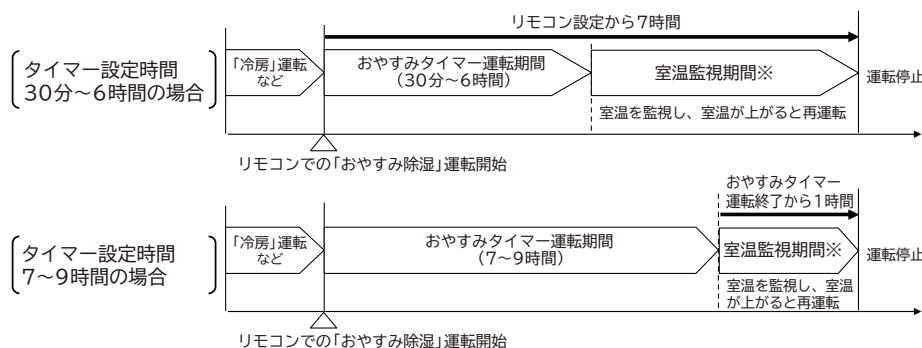 リモコン設定から7時間
タイマー設定時間
30分～6時間の場合
「冷房」運転
など
おやすみタイマー運転期間
(30分～6時間)
室温監視期間※
運転停止
室温を監視し、室温が上がると再運転
リモコンでの「おやすみ除湿」運転開始
おやすみタイマー
運転終了から1時間
タイマー設定時間
7～9時間の場合
「冷房」運転
など
おやすみタイマー運転期間
(7～9時間)
室温監視期間※
運転停止
室温を監視し、室温
が上がると再運転
リモコンでの「おやすみ除湿」運転開始